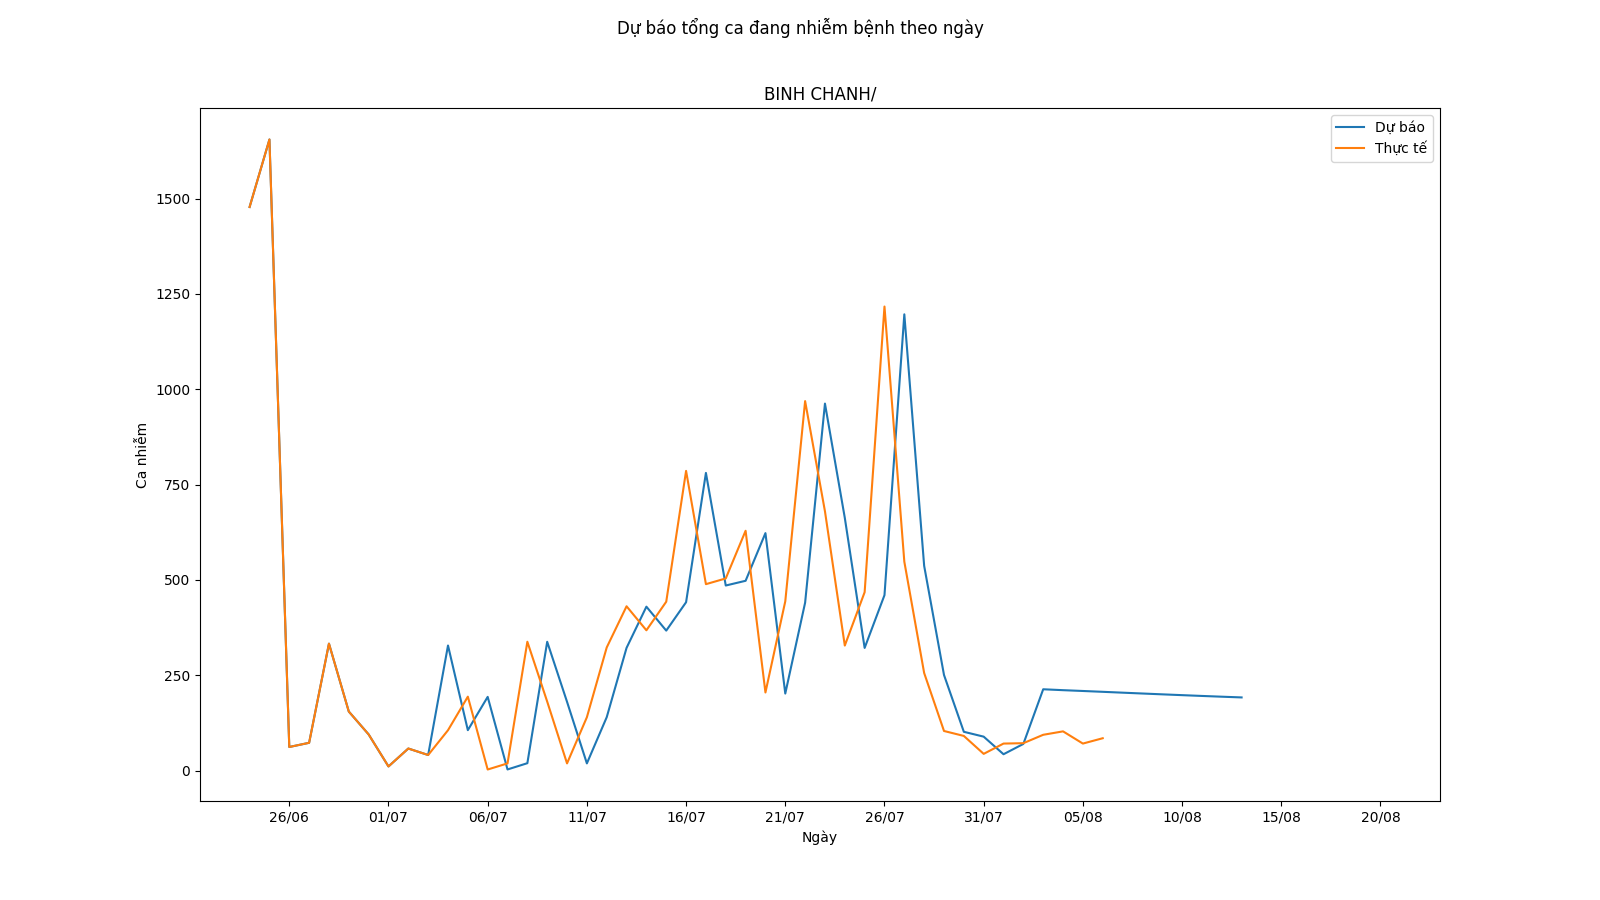 Dự báo tổng ca đang nhiễm bệnh theo ngày
BINH CHANH/
Dự báo
Thực tế
1500
1250
1000
750
500
250
0
Ca nhiễm
26/06 01/07 06/07 11/07 16/07 21/07 26/07 31/07 05/08 10/08 15/08 20/08
Ngày